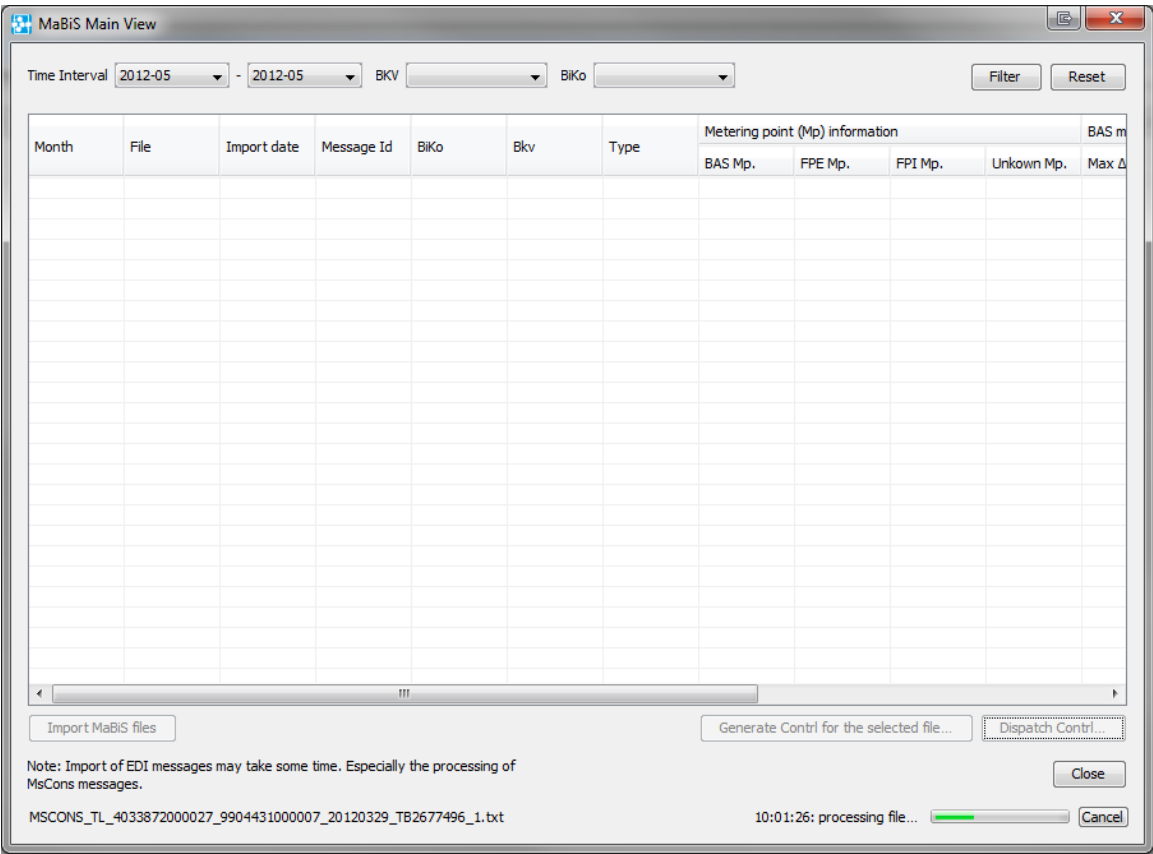 MaBiS Main View
Time Interval 2012-05 - 2012-05 BKV BiKo Filter Reset
Month File Import date Message Id BiKo Bkv Type Metering point (Mp) information BAS m
BAS Mp. FPE Mp. FPI Mp. Unkown Mp. Max Δ
Import MaBiS files Generate Contrl for the selected file... Dispatch Contrl...
Note: Import of EDI messages may take some time. Especially the processing of
MsCons messages.
Close
MSCONS_TL_4033872000027_9904431000007_20120329_TB2677496_1.txt 10:01:26: processing file... Cancel